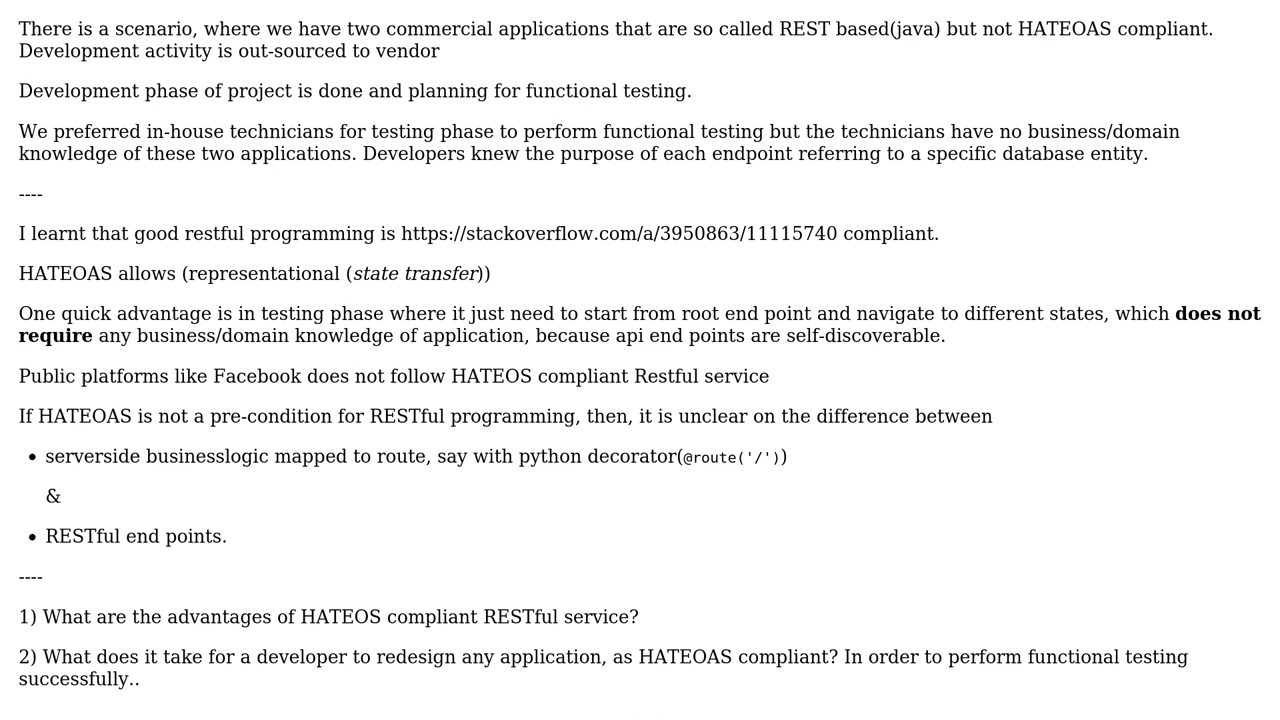 There is a scenario, where we have two commercial applications that are so called REST based(java) but not HATEOAS compliant.
Development activity is out-sourced to vendor
Development phase of project is done and planning for functional testing.
We preferred in-house technicians for testing phase to perform functional testing but the technicians have no business/domain
knowledge of these two applications. Developers knew the purpose of each endpoint referring to a specific database entity.
----
I learnt that good restful programming is https://stackoverflow.com/a/3950863/11115740 compliant.
HATEOAS allows (representational (state transfer))
One quick advantage is in testing phase where it just need to start from root end point and navigate to different states, which does not
require any business/domain knowledge of application, because api end points are self-discoverable.
Public platforms like Facebook does not follow HATEOS compliant Restful service
If HATEOAS is not a pre-condition for RESTful programming, then, it is unclear on the difference between
• serverside businesslogic mapped to route, say with python decorator(@route('/'))
&
• RESTful end points.
----
1) What are the advantages of HATEOS compliant RESTful service?
2) What does it take for a developer to redesign any application, as HATEOAS compliant? In order to perform functional testing
successfully..